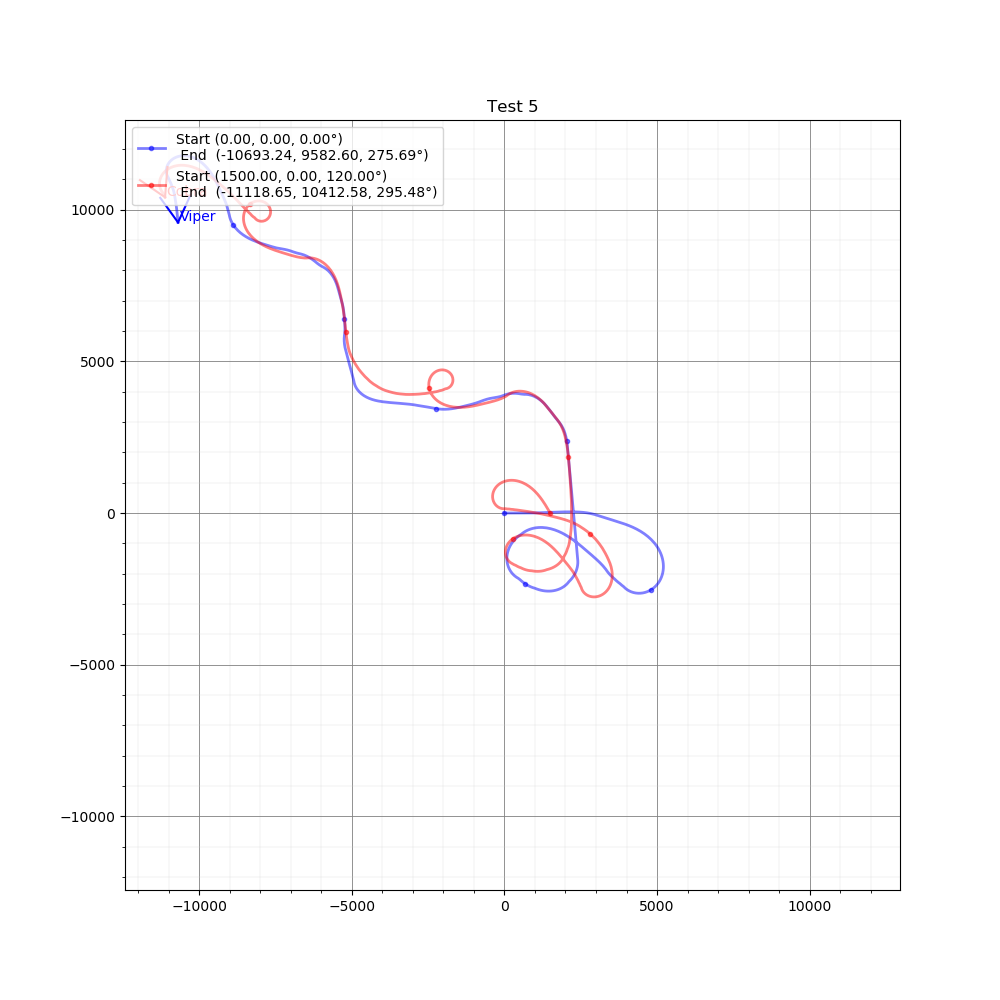 Test 5
Start (0.00, 0.00, 0.00°)
End (-10693.24, 9582.60, 275.69°)
Start (1500.00, 0.00, 120.00°)
End (-11118.65, 10412.58, 295.48°)
Viper
10000
5000
0
−5000
−10000
−10000 −5000 0 5000 10000